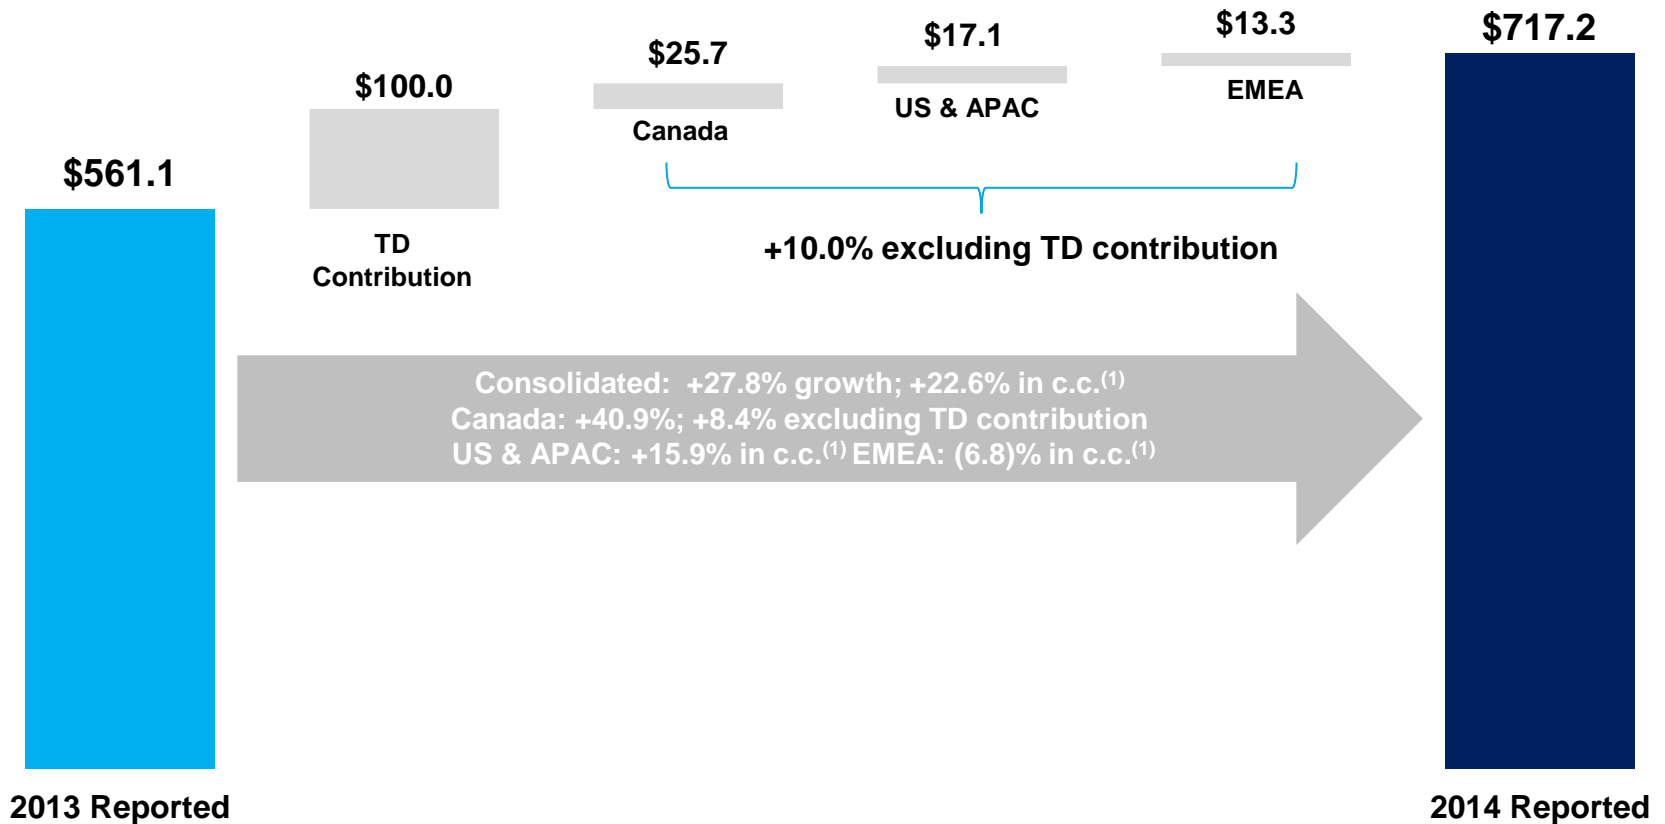 $561.1
$100.0
$25.7
$17.1
$13.3
$717.2
TD
Contribution
Canada
US & APAC
EMEA
+10.0% excluding TD contribution
Consolidated:  +27.8% growth; +22.6% in c.c.(1)
Canada: +40.9%; +8.4% excluding TD contribution
US & APAC: +15.9% in c.c.(1) EMEA: (6.8)% in c.c.(1)
2013 Reported
2014 Reported